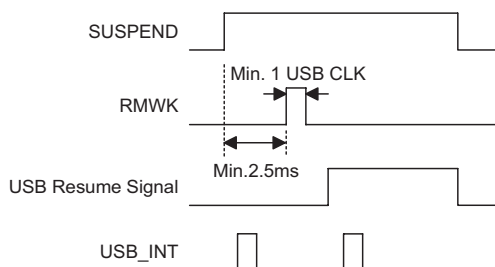 SUSPEND
Min. 1 USB CLK
RMWK
Min.2.5ms
USB Resume Signal
USB_INT